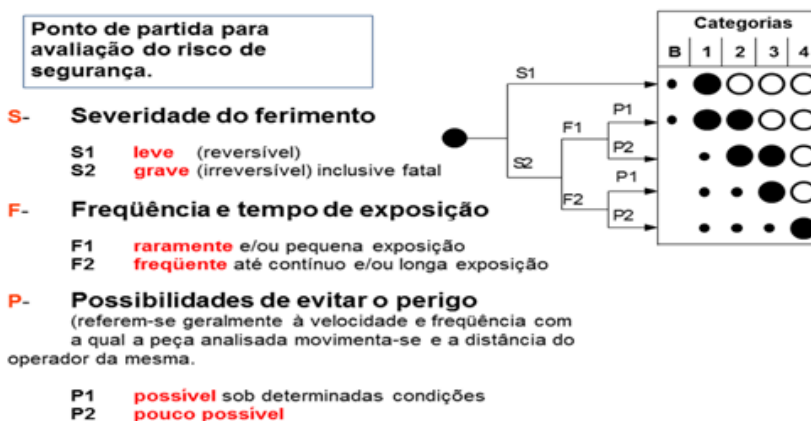 Ponto de partida para
avaliação do risco de
segurança.
S- Severidade do ferimento
S1 leve (reversível)
S2 grave (irreversível) inclusive fatal
F- Freqüência e tempo de exposição
F1 raramente e/ou pequena exposição
F2 freqüente até contínuo e/ou longa exposição
P- Possibilidades de evitar o perigo
(referem-se geralmente à velocidade e freqüência com
a qual a peça analisada movimenta-se e a distância do
operador da mesma.
P1 possível sob determinadas condições
P2 pouco possivel
Categorias
B 1 2 3 4
S1
S2
F1
P1
P2
F2
P1
P2